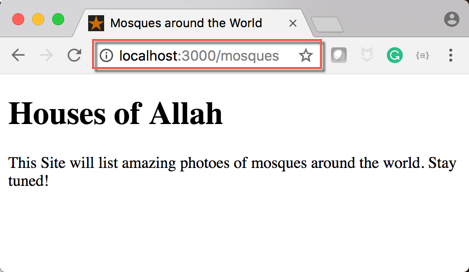 Mosques around the World
localhost:3000/mosques
Houses of Allah
This Site will list amazing photoes of mosques around the world. Stay
tuned!